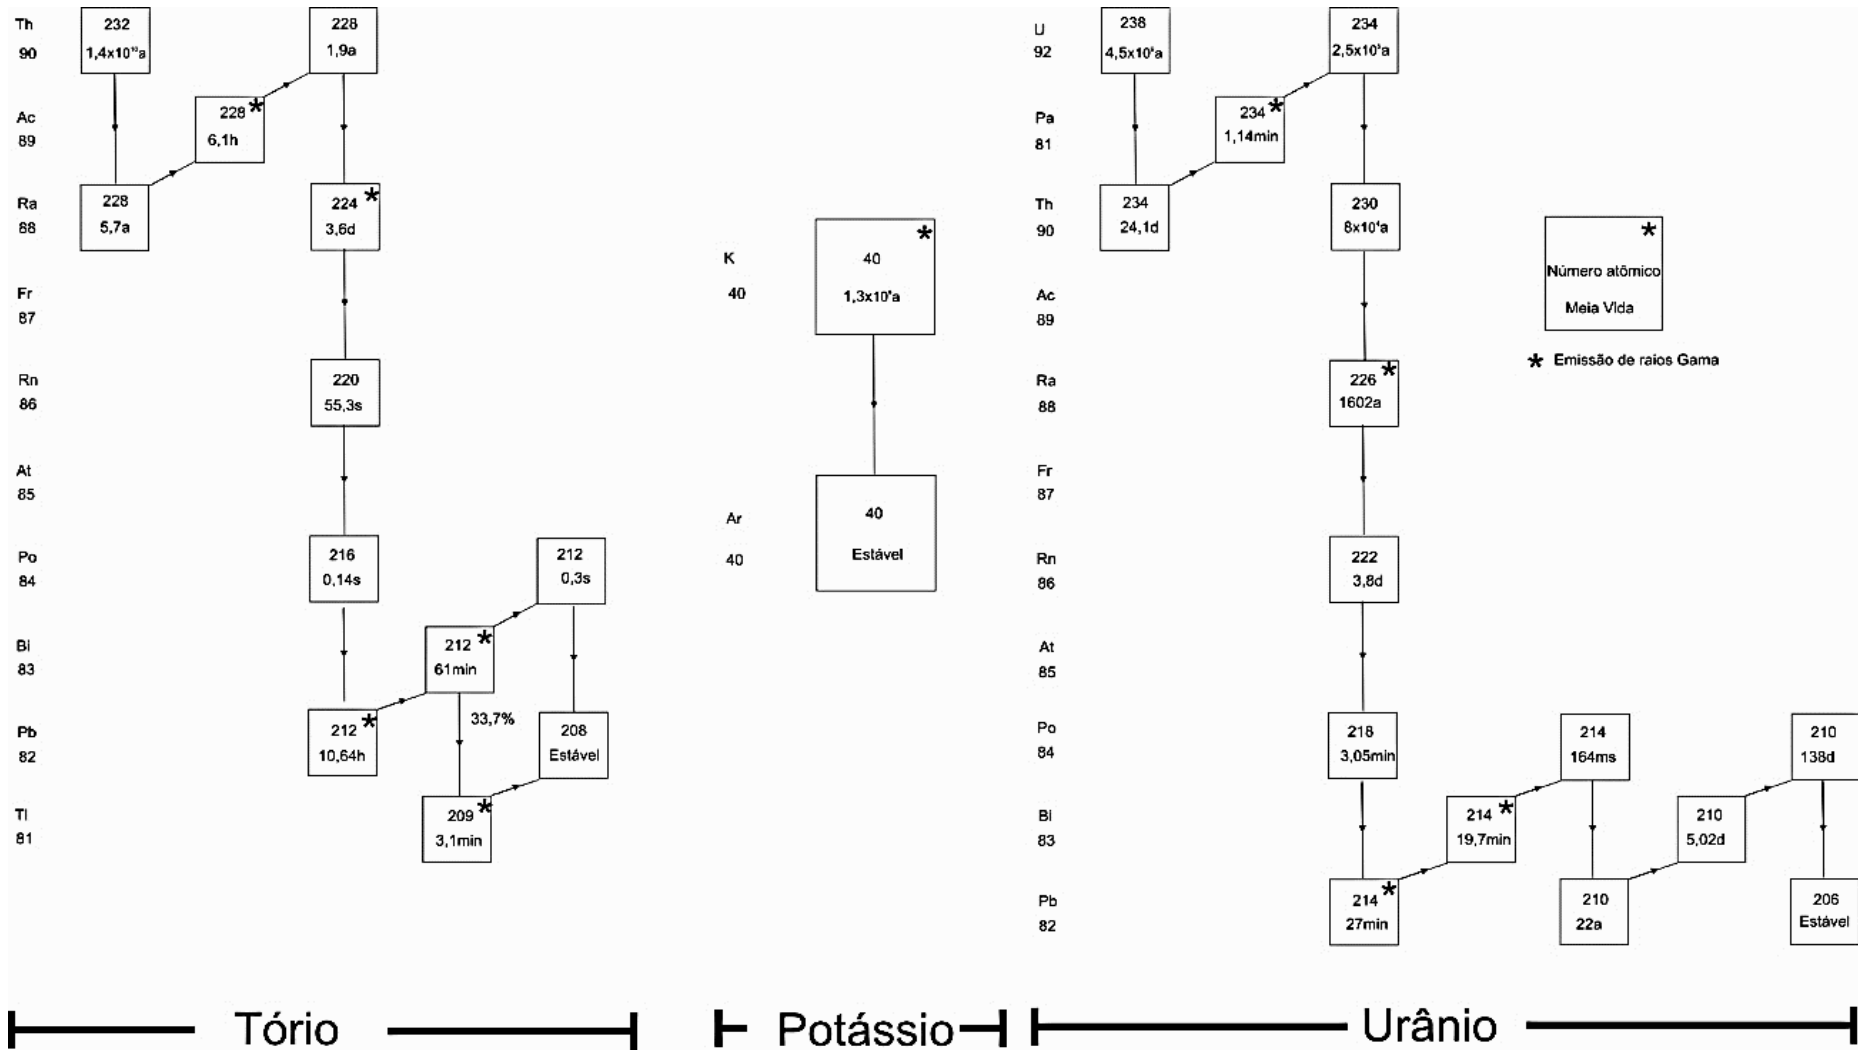 Th
90
232
1,4x10¹⁰a
228
1,9a
Ac
89
228*
6,1h
Ra
88
228
5,7a
224*
3,6d
Fr
87
Rn
86
220
55,3s
At
85
Po
84
216
0,14s
212
0,3s
Bi
83
212*
61min
33,7%
Pb
82
212*
10,64h
208
Estável
Tl
81
209*
3,1min
Tório
K
40
*
40
1,3x10⁹a
Ar
40
40
Estável
Potássio
U
92
238
4,5x10⁹a
234
2,5x10⁵a
Pa
81
234*
1,14min
Th
90
234
24,1d
230
8x10⁴a
Ac
89
Ra
88
226*
1602a
Fr
87
Rn
86
222
3,8d
At
85
Po
84
218
3,05min
214
164ms
210
138d
Bi
83
214*
19,7min
210
5,02d
Pb
82
214*
27min
210
22a
206
Estável
Urânio
*
Número atômico
Meia Vida
* Emissão de raios Gama